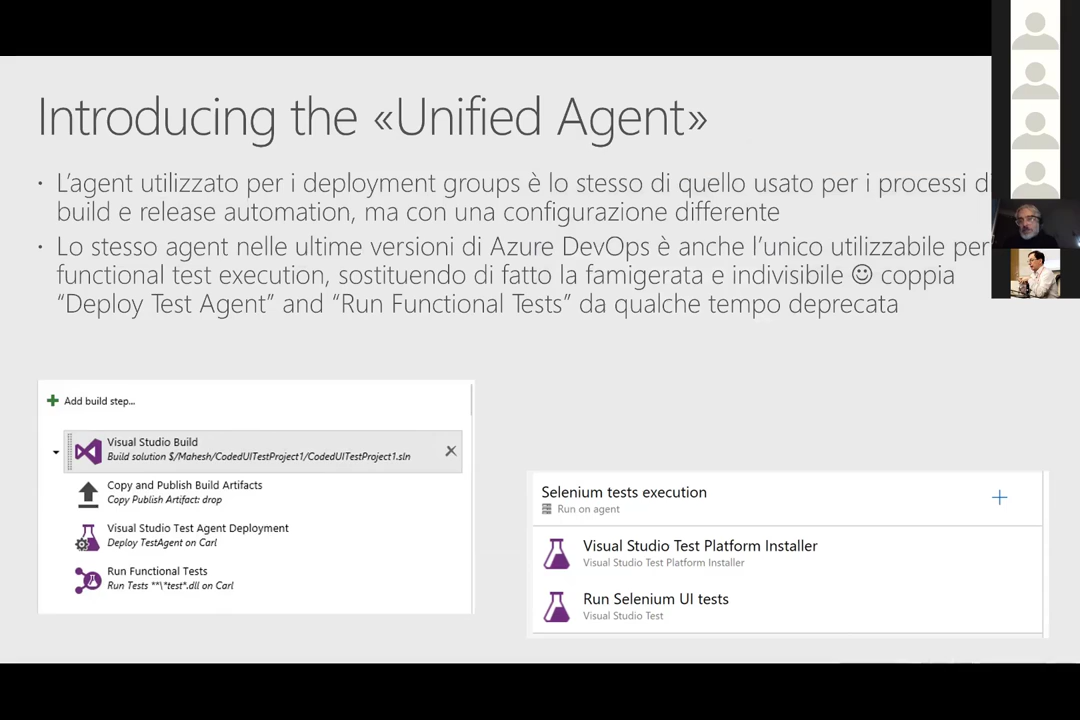 Introducing the «Unified Agent»
• L’agent utilizzato per i deployment groups è lo stesso di quello usato per i processi di
build e release automation, ma con una configurazione differente
• Lo stesso agent nelle ultime versioni di Azure DevOps è anche l’unico utilizzabile per
functional test execution, sostituendo di fatto la famigerata e indivisibile ☺ coppia
“Deploy Test Agent” and “Run Functional Tests” da qualche tempo deprecata
Add build step...
Visual Studio Build
Build solution $/Mahesh/CodedUITestProject1/CodedUITestProject1.sln
Copy and Publish Build Artifacts
Copy Publish Artifact: drop
Visual Studio Test Agent Deployment
Deploy TestAgent on Carl
Run Functional Tests
Run Tests **\*test*.dll on Carl
Selenium tests execution
Run on agent
Visual Studio Test Platform Installer
Visual Studio Test Platform Installer
Run Selenium UI tests
Visual Studio Test